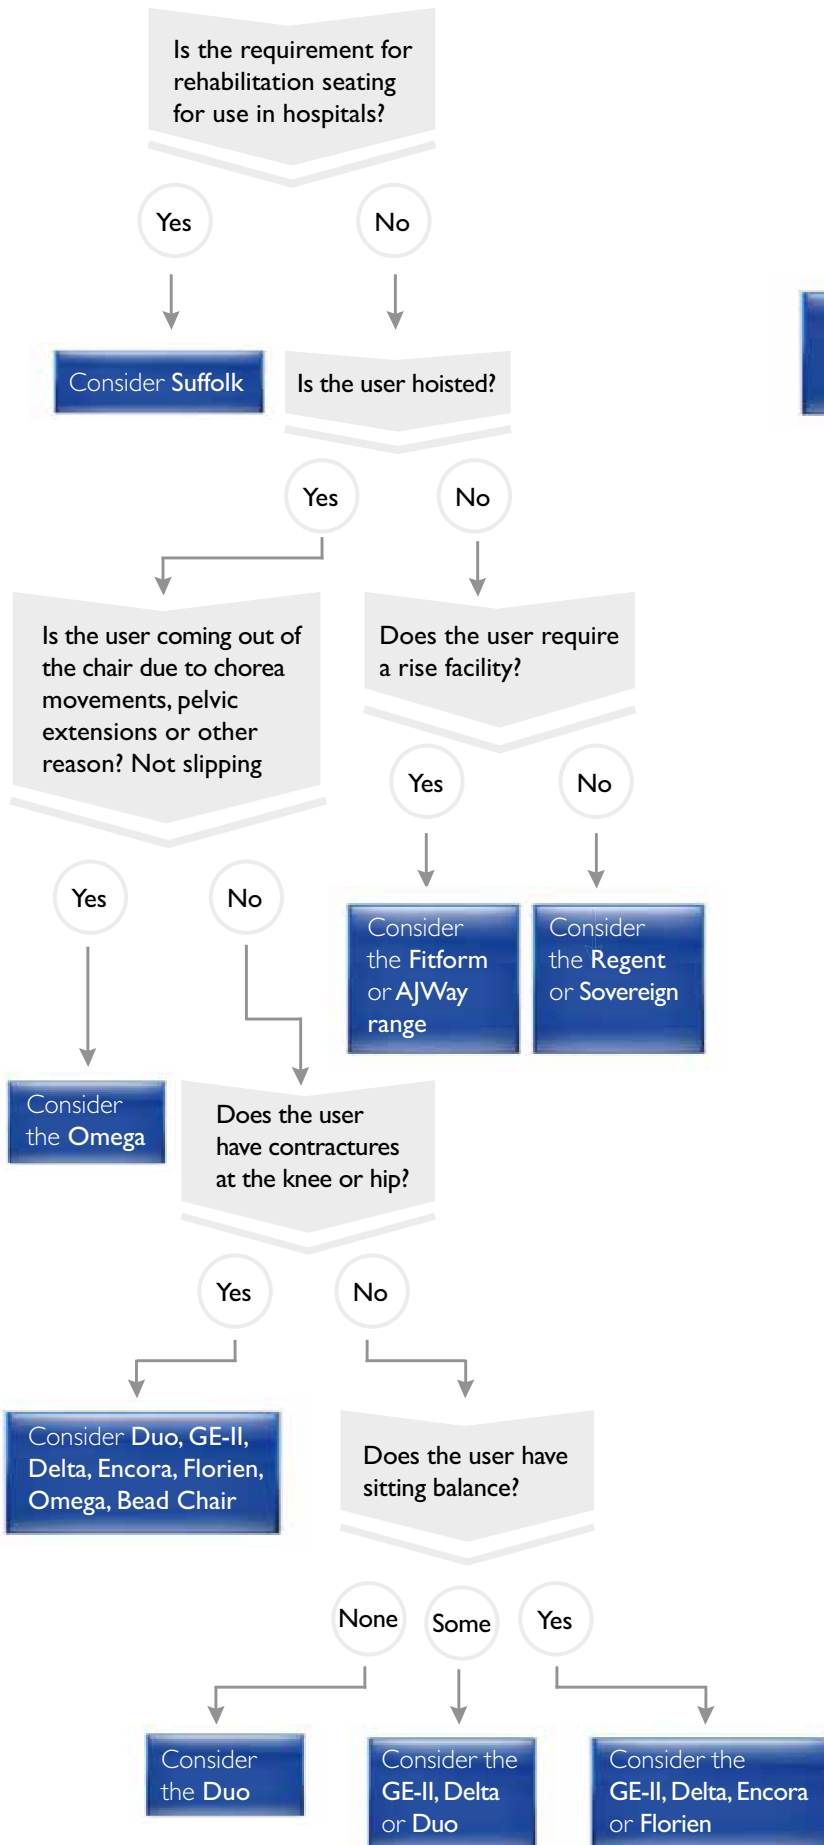 Is the requirement for
rehabilitation seating
for use in hospitals?
Yes
No
Consider Suffolk
Is the user hoisted?
Yes
No
Is the user coming out of
the chair due to chorea
movements, pelvic
extensions or other
reason? Not slipping
Does the user require
a rise facility?
Yes
No
Yes
No
Consider
the Fitform
or AJWay
range
Consider
the Regent
or Sovereign
Consider
the Omega
Does the user
have contractures
at the knee or hip?
Yes
No
Consider Duo, GE-II,
Delta, Encora, Florien,
Omega, Bead Chair
Does the user have
sitting balance?
None
Some
Yes
Consider
the Duo
Consider the
GE-II, Delta
or Duo
Consider the
GE-II, Delta, Encora
or Florien